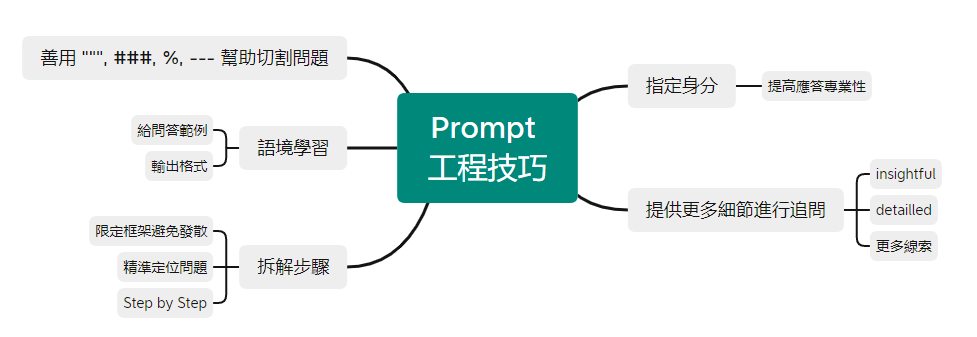 Prompt
工程技巧
善用 """, ###, %, --- 幫助切割問題
語境學習
給問答範例
輸出格式
拆解步驟
限定框架避免發散
精準定位問題
Step by Step
指定身分
提高應答專業性
提供更多細節進行追問
insightful
detailled
更多線索